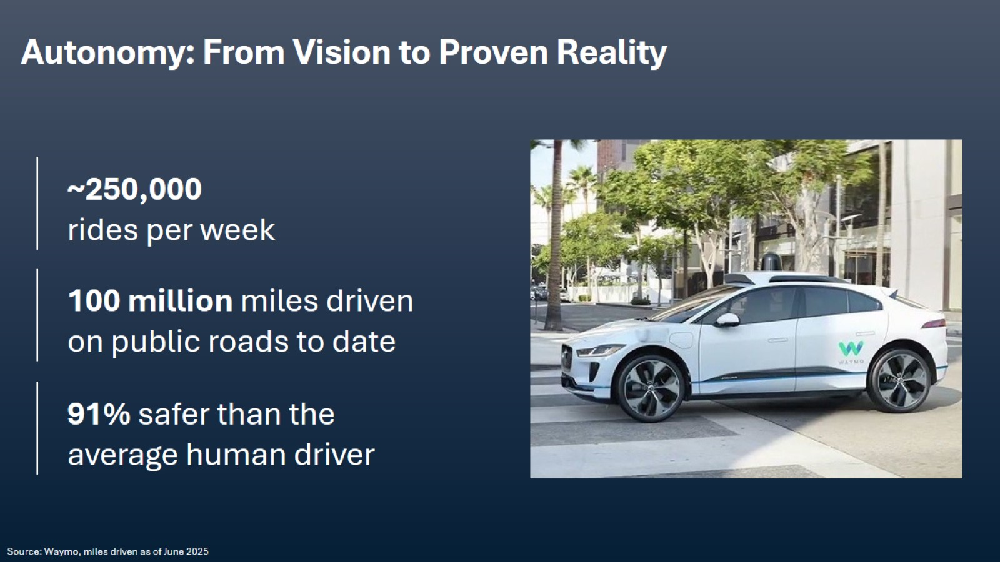 Autonomy: From Vision to Proven Reality
~250,000
rides per week
100 million miles driven
on public roads to date
91% safer than the
average human driver
WAYMO
JAGUAR
Source: Waymo, miles driven as of June 2025